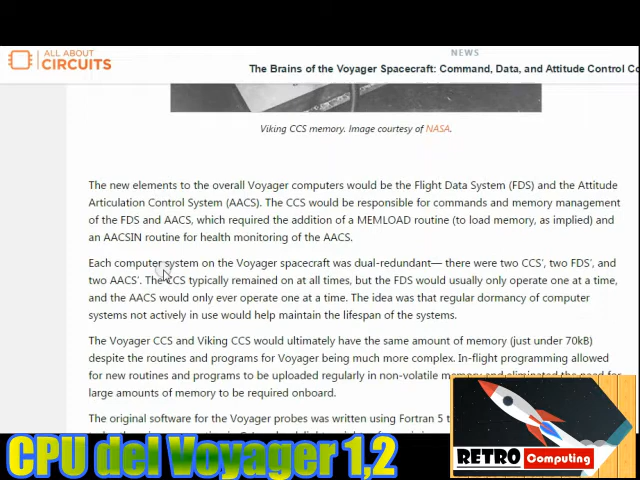 ALL ABOUT
CIRCUITS
NEWS
The Brains of the Voyager Spacecraft: Command, Data, and Attitude Control Co
Viking CCS memory. Image courtesy of NASA.
The new elements to the overall Voyager computers would be the Flight Data System (FDS) and the Attitude
Articulation Control System (AACS). The CCS would be responsible for commands and memory management
of the FDS and AACS, which required the addition of a MEMLOAD routine (to load memory, as implied) and
an AACSIN routine for health monitoring of the AACS.
Each computer system on the Voyager spacecraft was dual-redundant— there were two CCS', two FDS', and
two AACS'. The CCS typically remained on at all times, but the FDS would usually only operate one at a time,
and the AACS would only ever operate one at a time. The idea was that regular dormancy of computer
systems not actively in use would help maintain the lifespan of the systems.
The Voyager CCS and Viking CCS would ultimately have the same amount of memory (just under 70kB)
despite the routines and programs for Voyager being much more complex. In-flight programming allowed
for new routines and programs to be uploaded regularly in non-volatile memory and eliminated the need for
large amounts of memory to be required onboard.
The original software for the Voyager probes was written using Fortran 5
CPU del Voyager 1,2
RETRO Computing